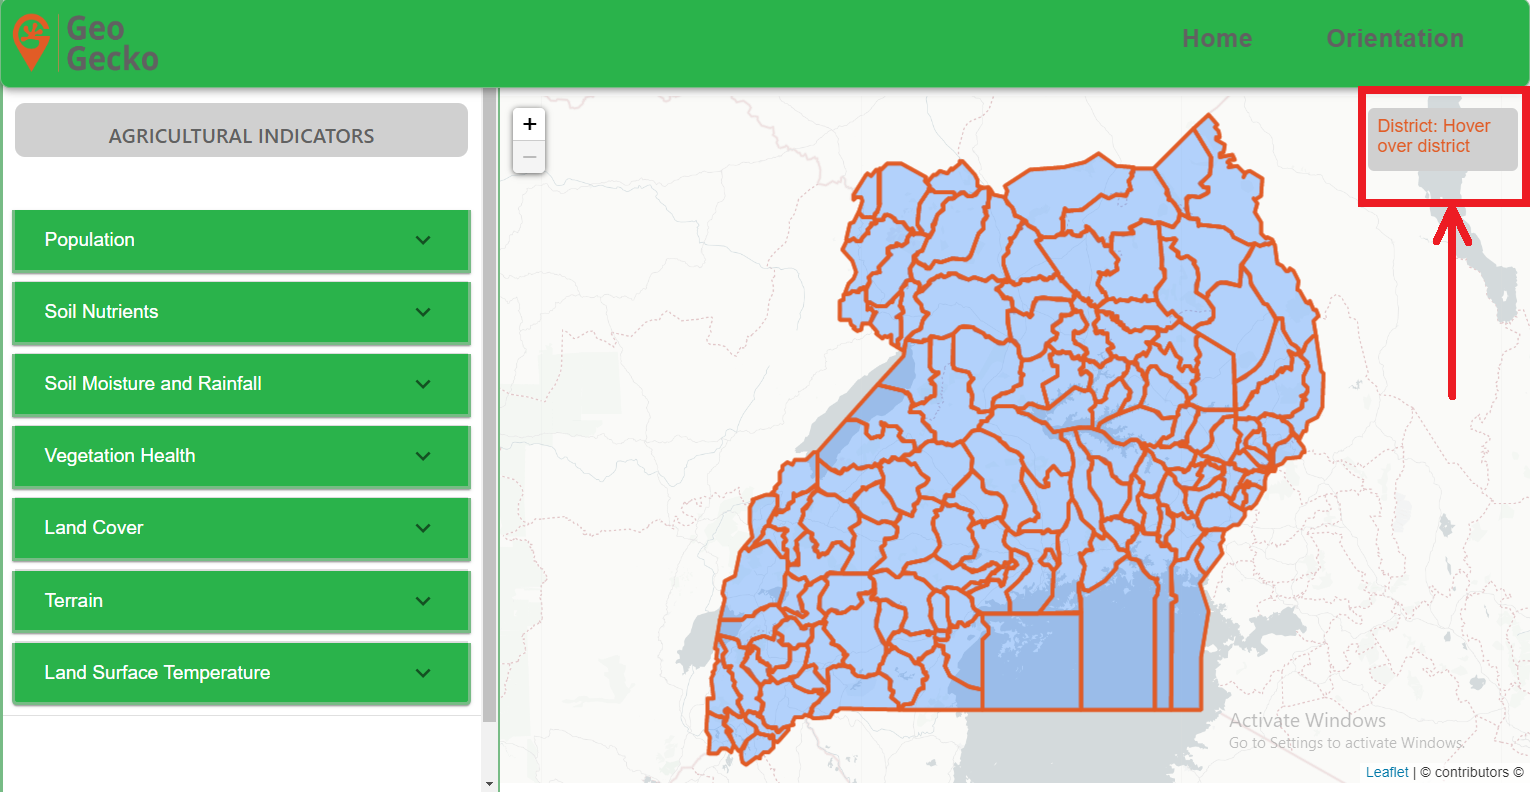 Geo
Gecko
Home
Orientation
AGRICULTURAL INDICATORS
Population
Soil Nutrients
Soil Moisture and Rainfall
Vegetation Health
Land Cover
Terrain
Land Surface Temperature
+
−
District: Hover
over district
Activate Windows
Go to Settings to activate Windows.
Leaflet | © contributors ©